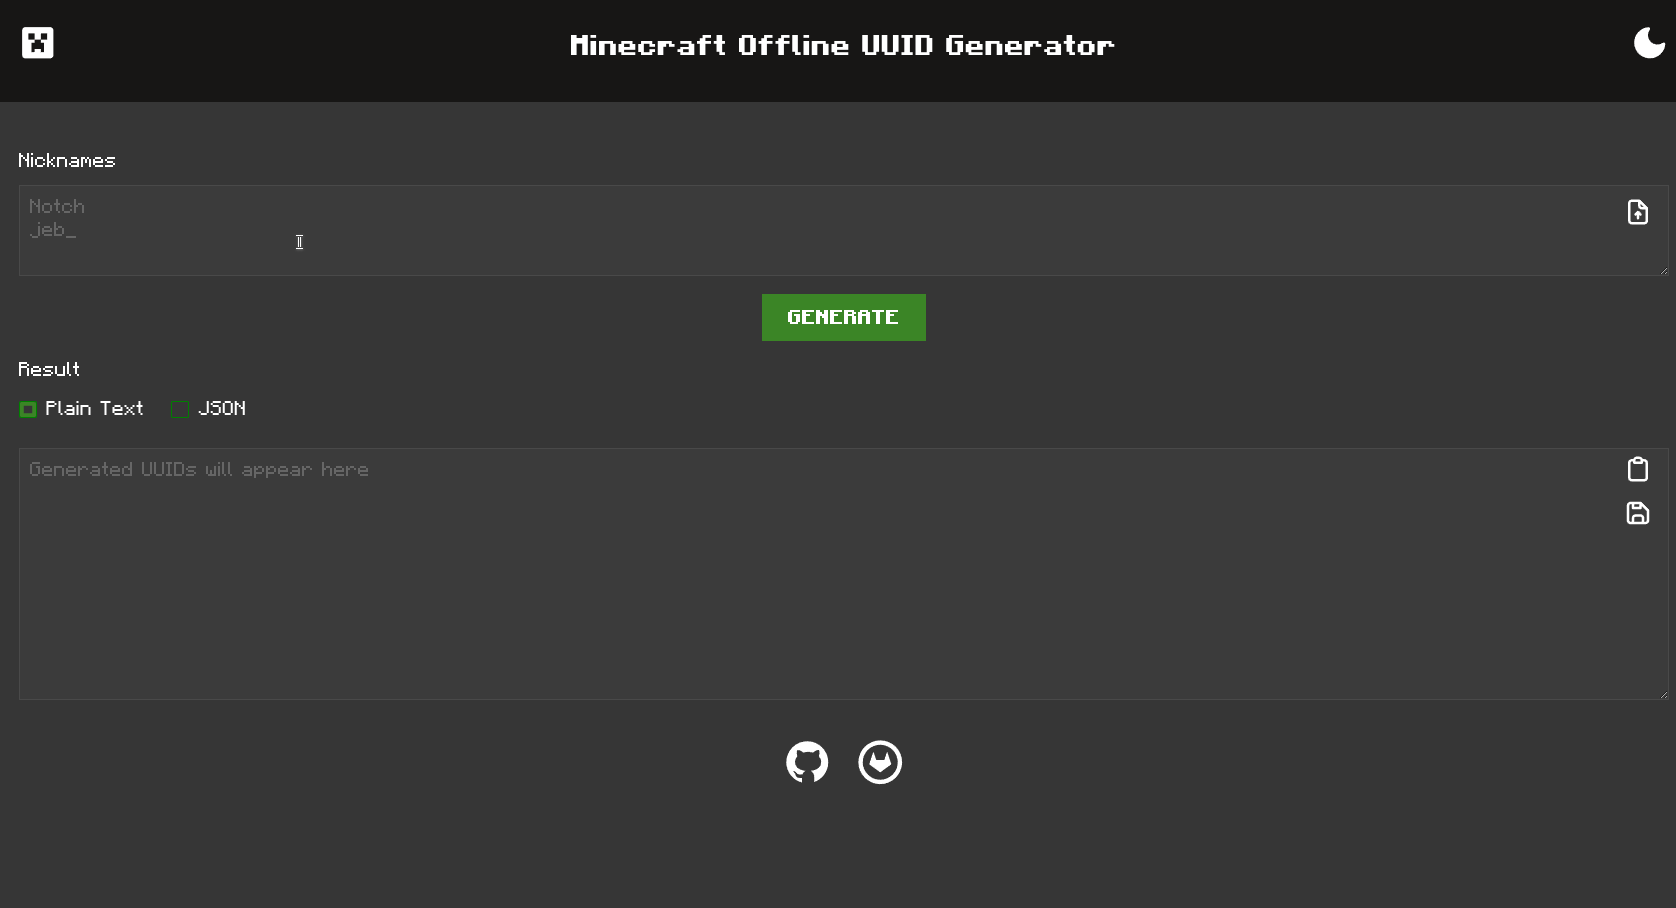 Minecraft Offline UUID Generator
Nicknames
Notch
jeb_
GENERATE
Result
Plain Text
JSON
Generated UUIDs will appear here